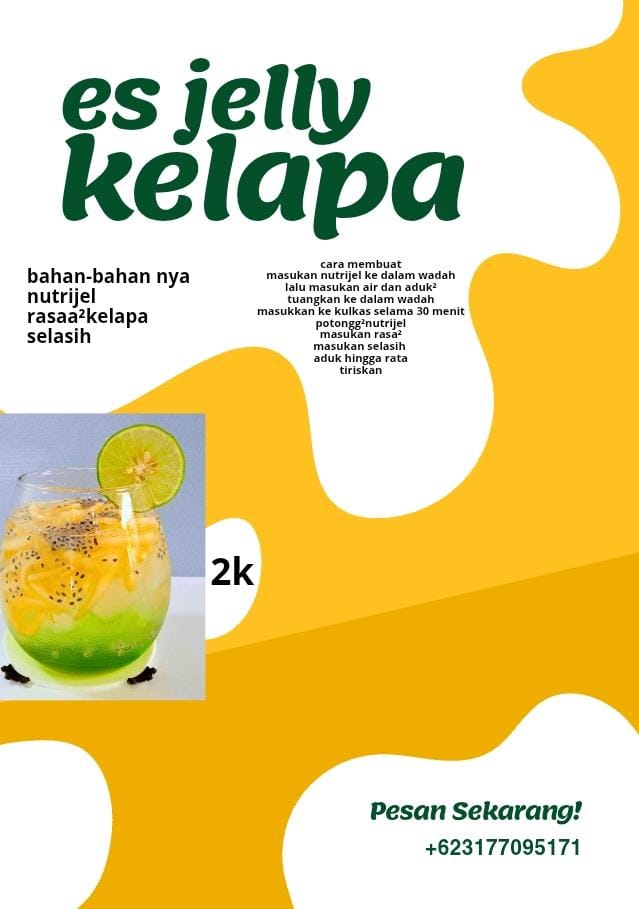 es jelly
kelapa
bahan-bahan nya
nutrijel
rasaa²kelapa
selasih
cara membuat
masukan nutrijel ke dalam wadah
lalu masukan air dan aduk²
tuangkan ke dalam wadah
masukkan ke kulkas selama 30 menit
potongg²nutrijel
masukan rasa²
masukan selasih
aduk hingga rata
tiriskan
2k
Pesan Sekarang!
+623177095171